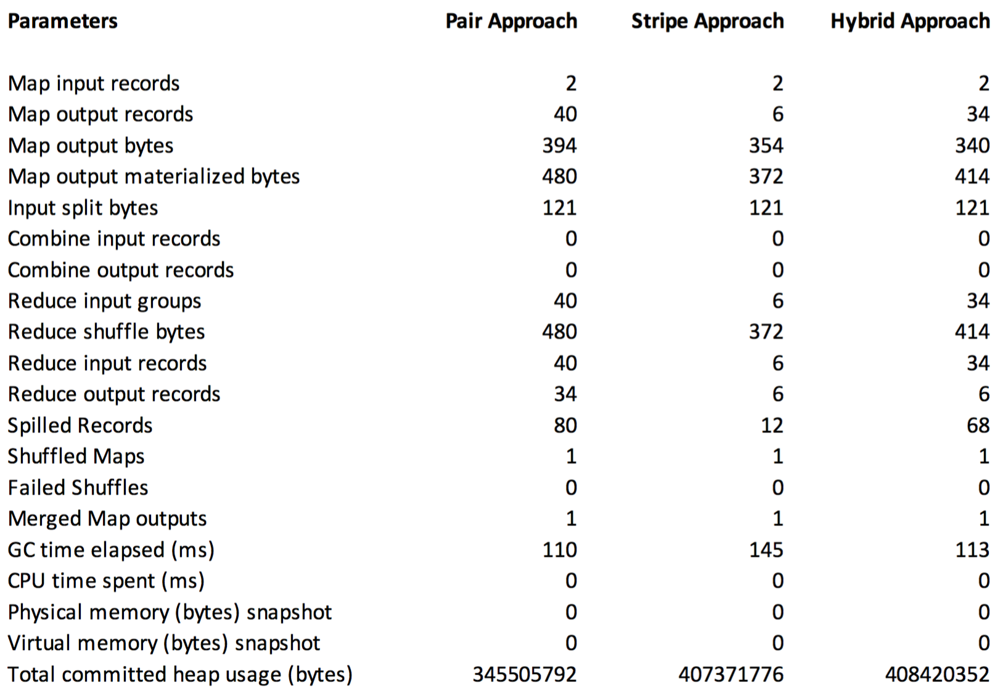 Parameters Pair Approach Stripe Approach Hybrid Approach
Map input records 2 2 2
Map output records 40 6 34
Map output bytes 394 354 340
Map output materialized bytes 480 372 414
Input split bytes 121 121 121
Combine input records 0 0 0
Combine output records 0 0 0
Reduce input groups 40 6 34
Reduce shuffle bytes 480 372 414
Reduce input records 40 6 34
Reduce output records 34 6 6
Spilled Records 80 12 68
Shuffled Maps 1 1 1
Failed Shuffles 0 0 0
Merged Map outputs 1 1 1
GC time elapsed (ms) 110 145 113
CPU time spent (ms) 0 0 0
Physical memory (bytes) snapshot 0 0 0
Virtual memory (bytes) snapshot 0 0 0
Total committed heap usage (bytes) 345505792 407371776 408420352